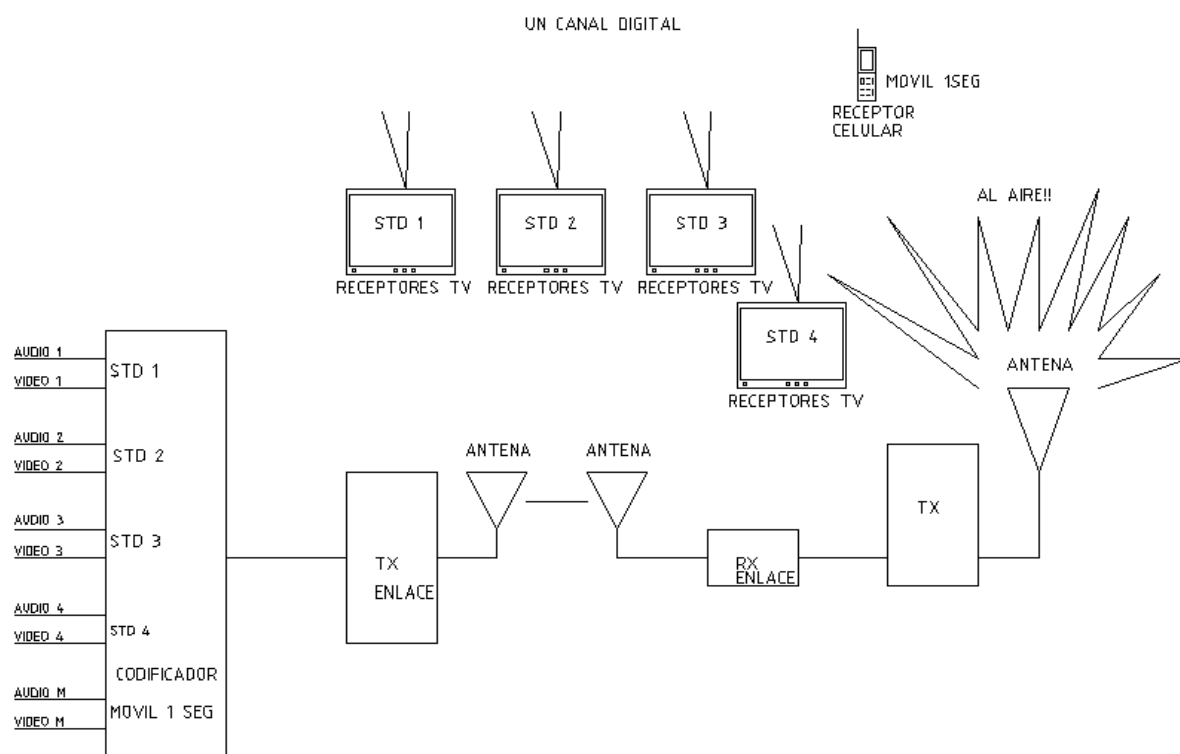 UN CANAL DIGITAL
MOVIL 1SEG
RECEPTOR
CELULAR
AL AIRE!!
STD 1
STD 2
STD 3
RECEPTORES TV
RECEPTORES TV
RECEPTORES TV
STD 4
RECEPTORES TV
ANTENA
AUDIO 1
STD 1
VIDEO 1
AUDIO 2
STD 2
VIDEO 2
AUDIO 3
STD 3
VIDEO 3
AUDIO 4
STD 4
VIDEO 4
CODIFICADOR
AUDIO M
MOVIL 1 SEG
VIDEO M
TX
ENLACE
ANTENA
ANTENA
RX
ENLACE
TX